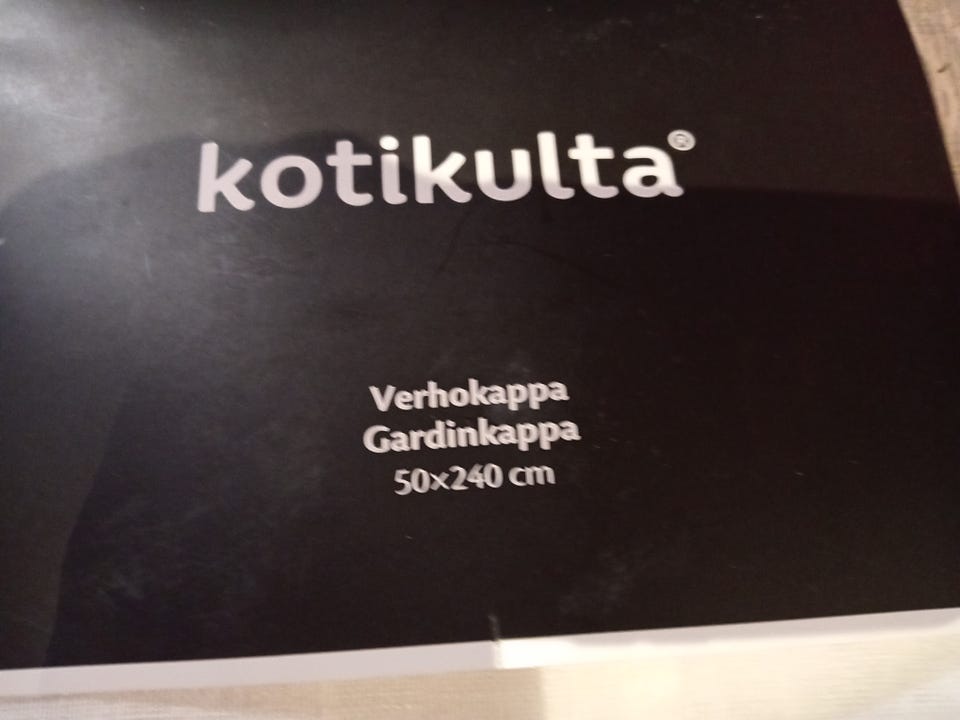 kotikulta®
Verhokappa
Gardinkappa
50×240 cm